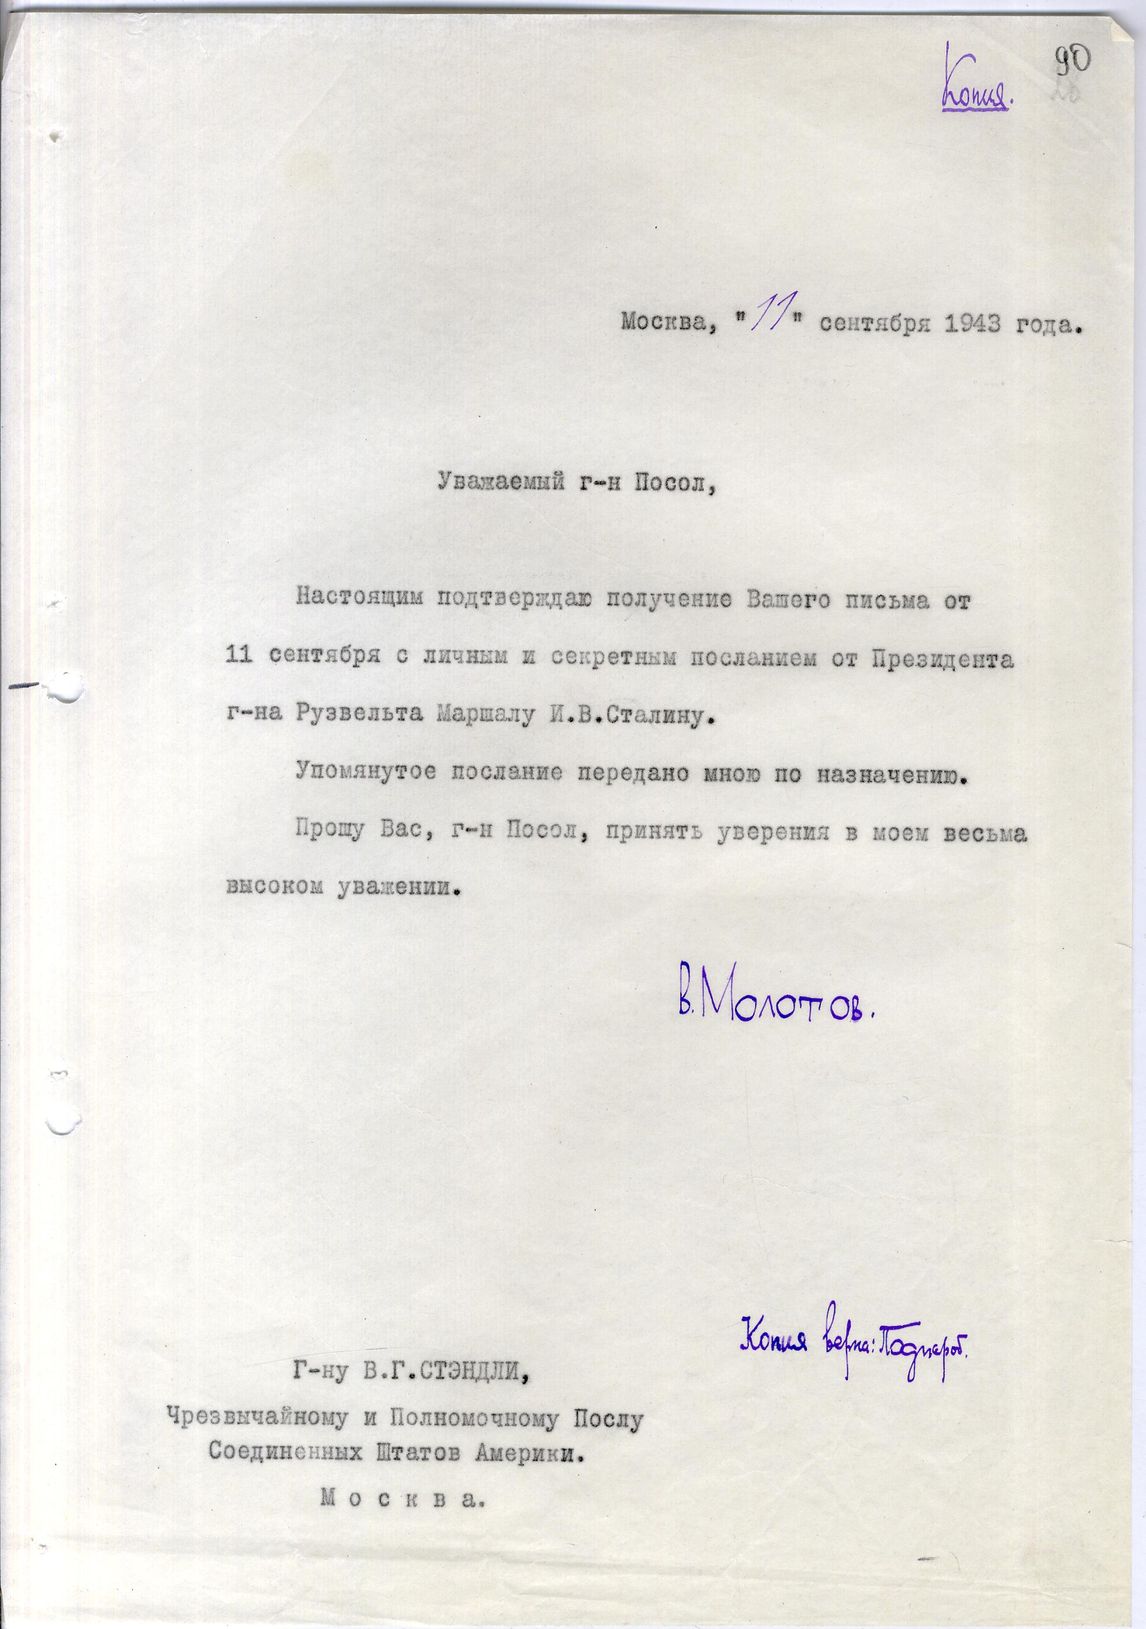 90
Копия.
Москва, "11" сентября 1943 года.
Уважаемый г-н Посол,
Настоящим подтверждаю получение Вашего письма от
11 сентября с личным и секретным посланием от Президента
г-на Рузвельта Маршалу И.В.Сталину.
Упомянутое послание передано мною по назначению.
Прошу Вас, г-н Посол, принять уверения в моем весьма
высоком уважении.
В.Молотов.
Копия верна:
Г-ну В.Г.СТЭНДЛИ,
Чрезвычайному и Полномочному Послу
Соединенных Штатов Америки.
Москва.